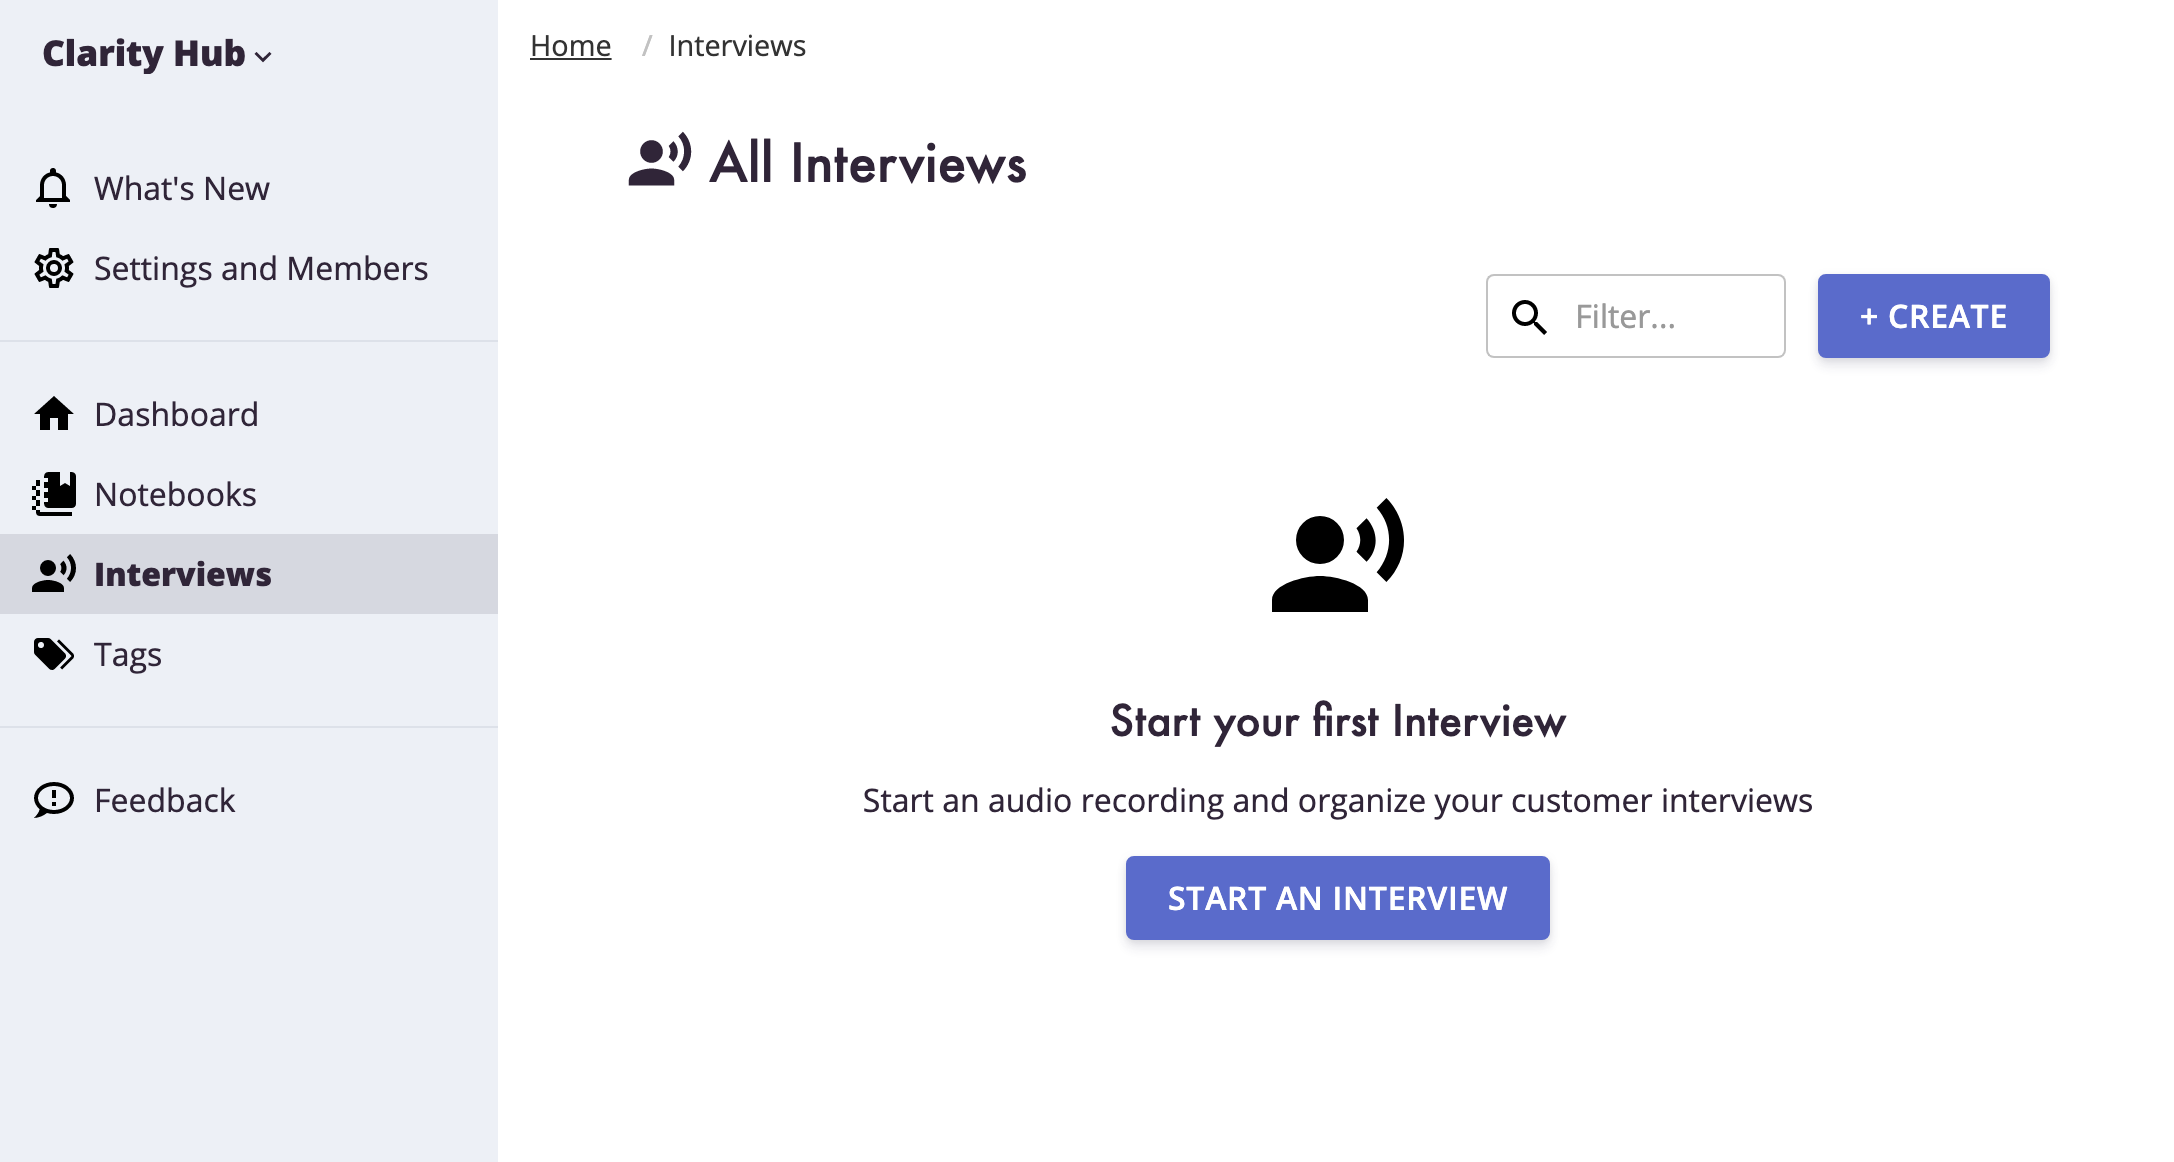 Clarity Hub
What's New
Settings and Members
Dashboard
Notebooks
Interviews
Tags
Feedback
Home / Interviews
All Interviews
Filter...
+ CREATE
Start your first Interview
Start an audio recording and organize your customer interviews
START AN INTERVIEW